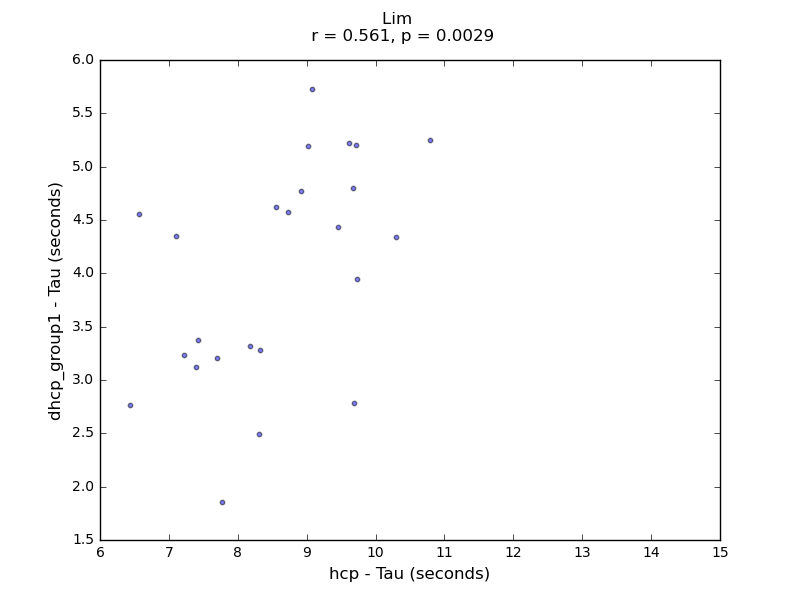 Lim
r = 0.561, p = 0.0029
6.0
5.5
5.0
4.5
4.0
3.5
3.0
2.5
2.0
1.5
dhcp_group1 - Tau (seconds)
6 7 8 9 10 11 12 13 14 15
hcp - Tau (seconds)